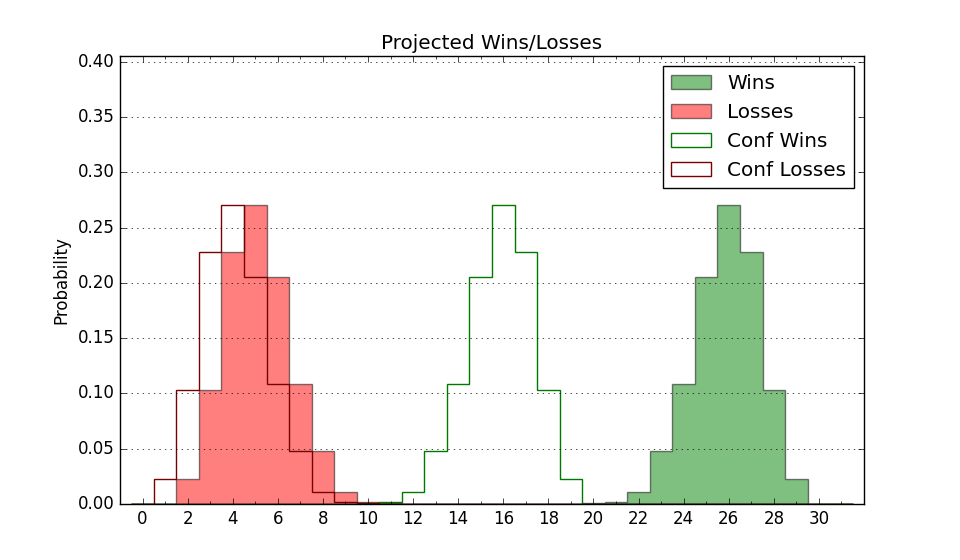 Projected Wins/Losses
0.40
0.35
0.30
0.25
0.20
0.15
0.10
0.05
0.00
Probability
Wins
Losses
Conf Wins
Conf Losses
0 2 4 6 8 10 12 14 16 18 20 22 24 26 28 30